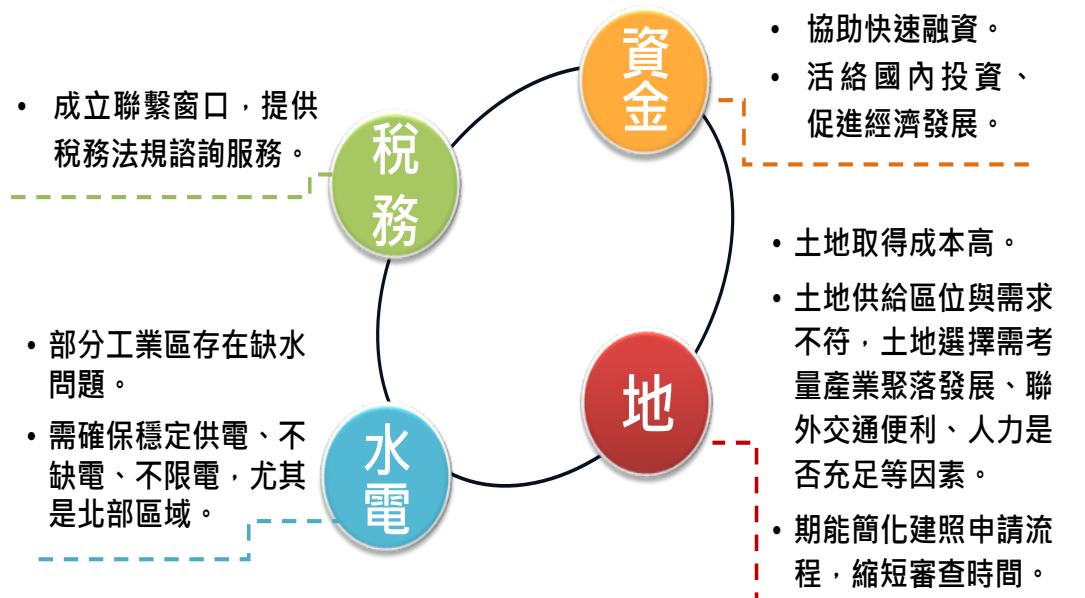 資金
• 協助快速融資。
• 活絡國內投資、
促進經濟發展。
稅務
• 成立聯繫窗口，提供
稅務法規諮詢服務。
地
• 土地取得成本高。
• 土地供給區位與需求
不符，土地選擇需考
量產業聚落發展、聯
外交通便利、人力是
否充足等因素。
• 期能簡化建照申請流
程，縮短審查時間。
水電
• 部分工業區存在缺水
問題。
• 需確保穩定供電、不
缺電、不限電，尤其
是北部區域。